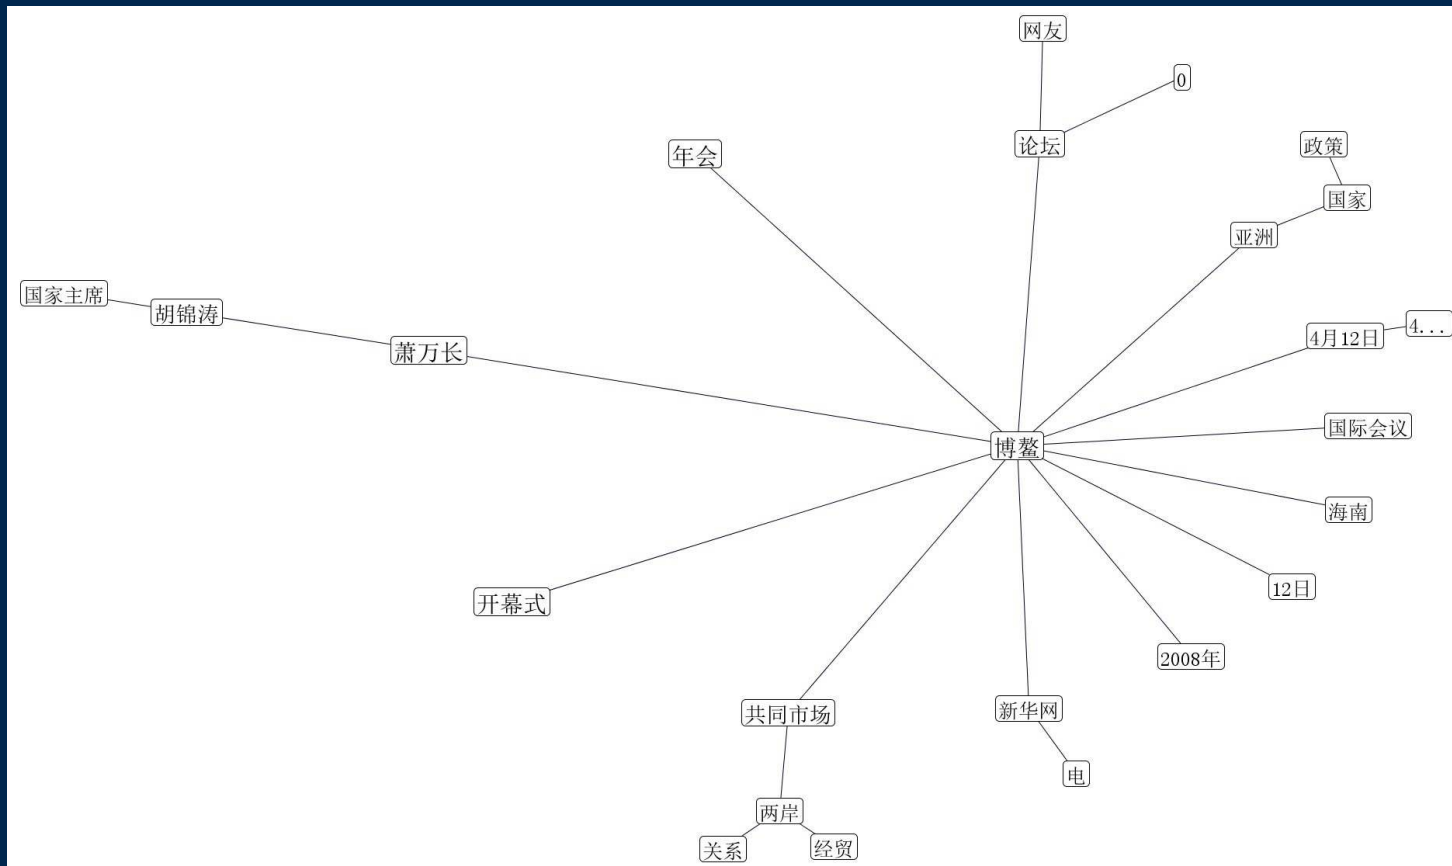 网友
0
论坛
政策
年会
国家
亚洲
国家主席
胡锦涛
4...
4月12日
萧万长
国际会议
博鳌
海南
12日
开幕式
2008年
新华网
共同市场
电
两岸
经贸
关系